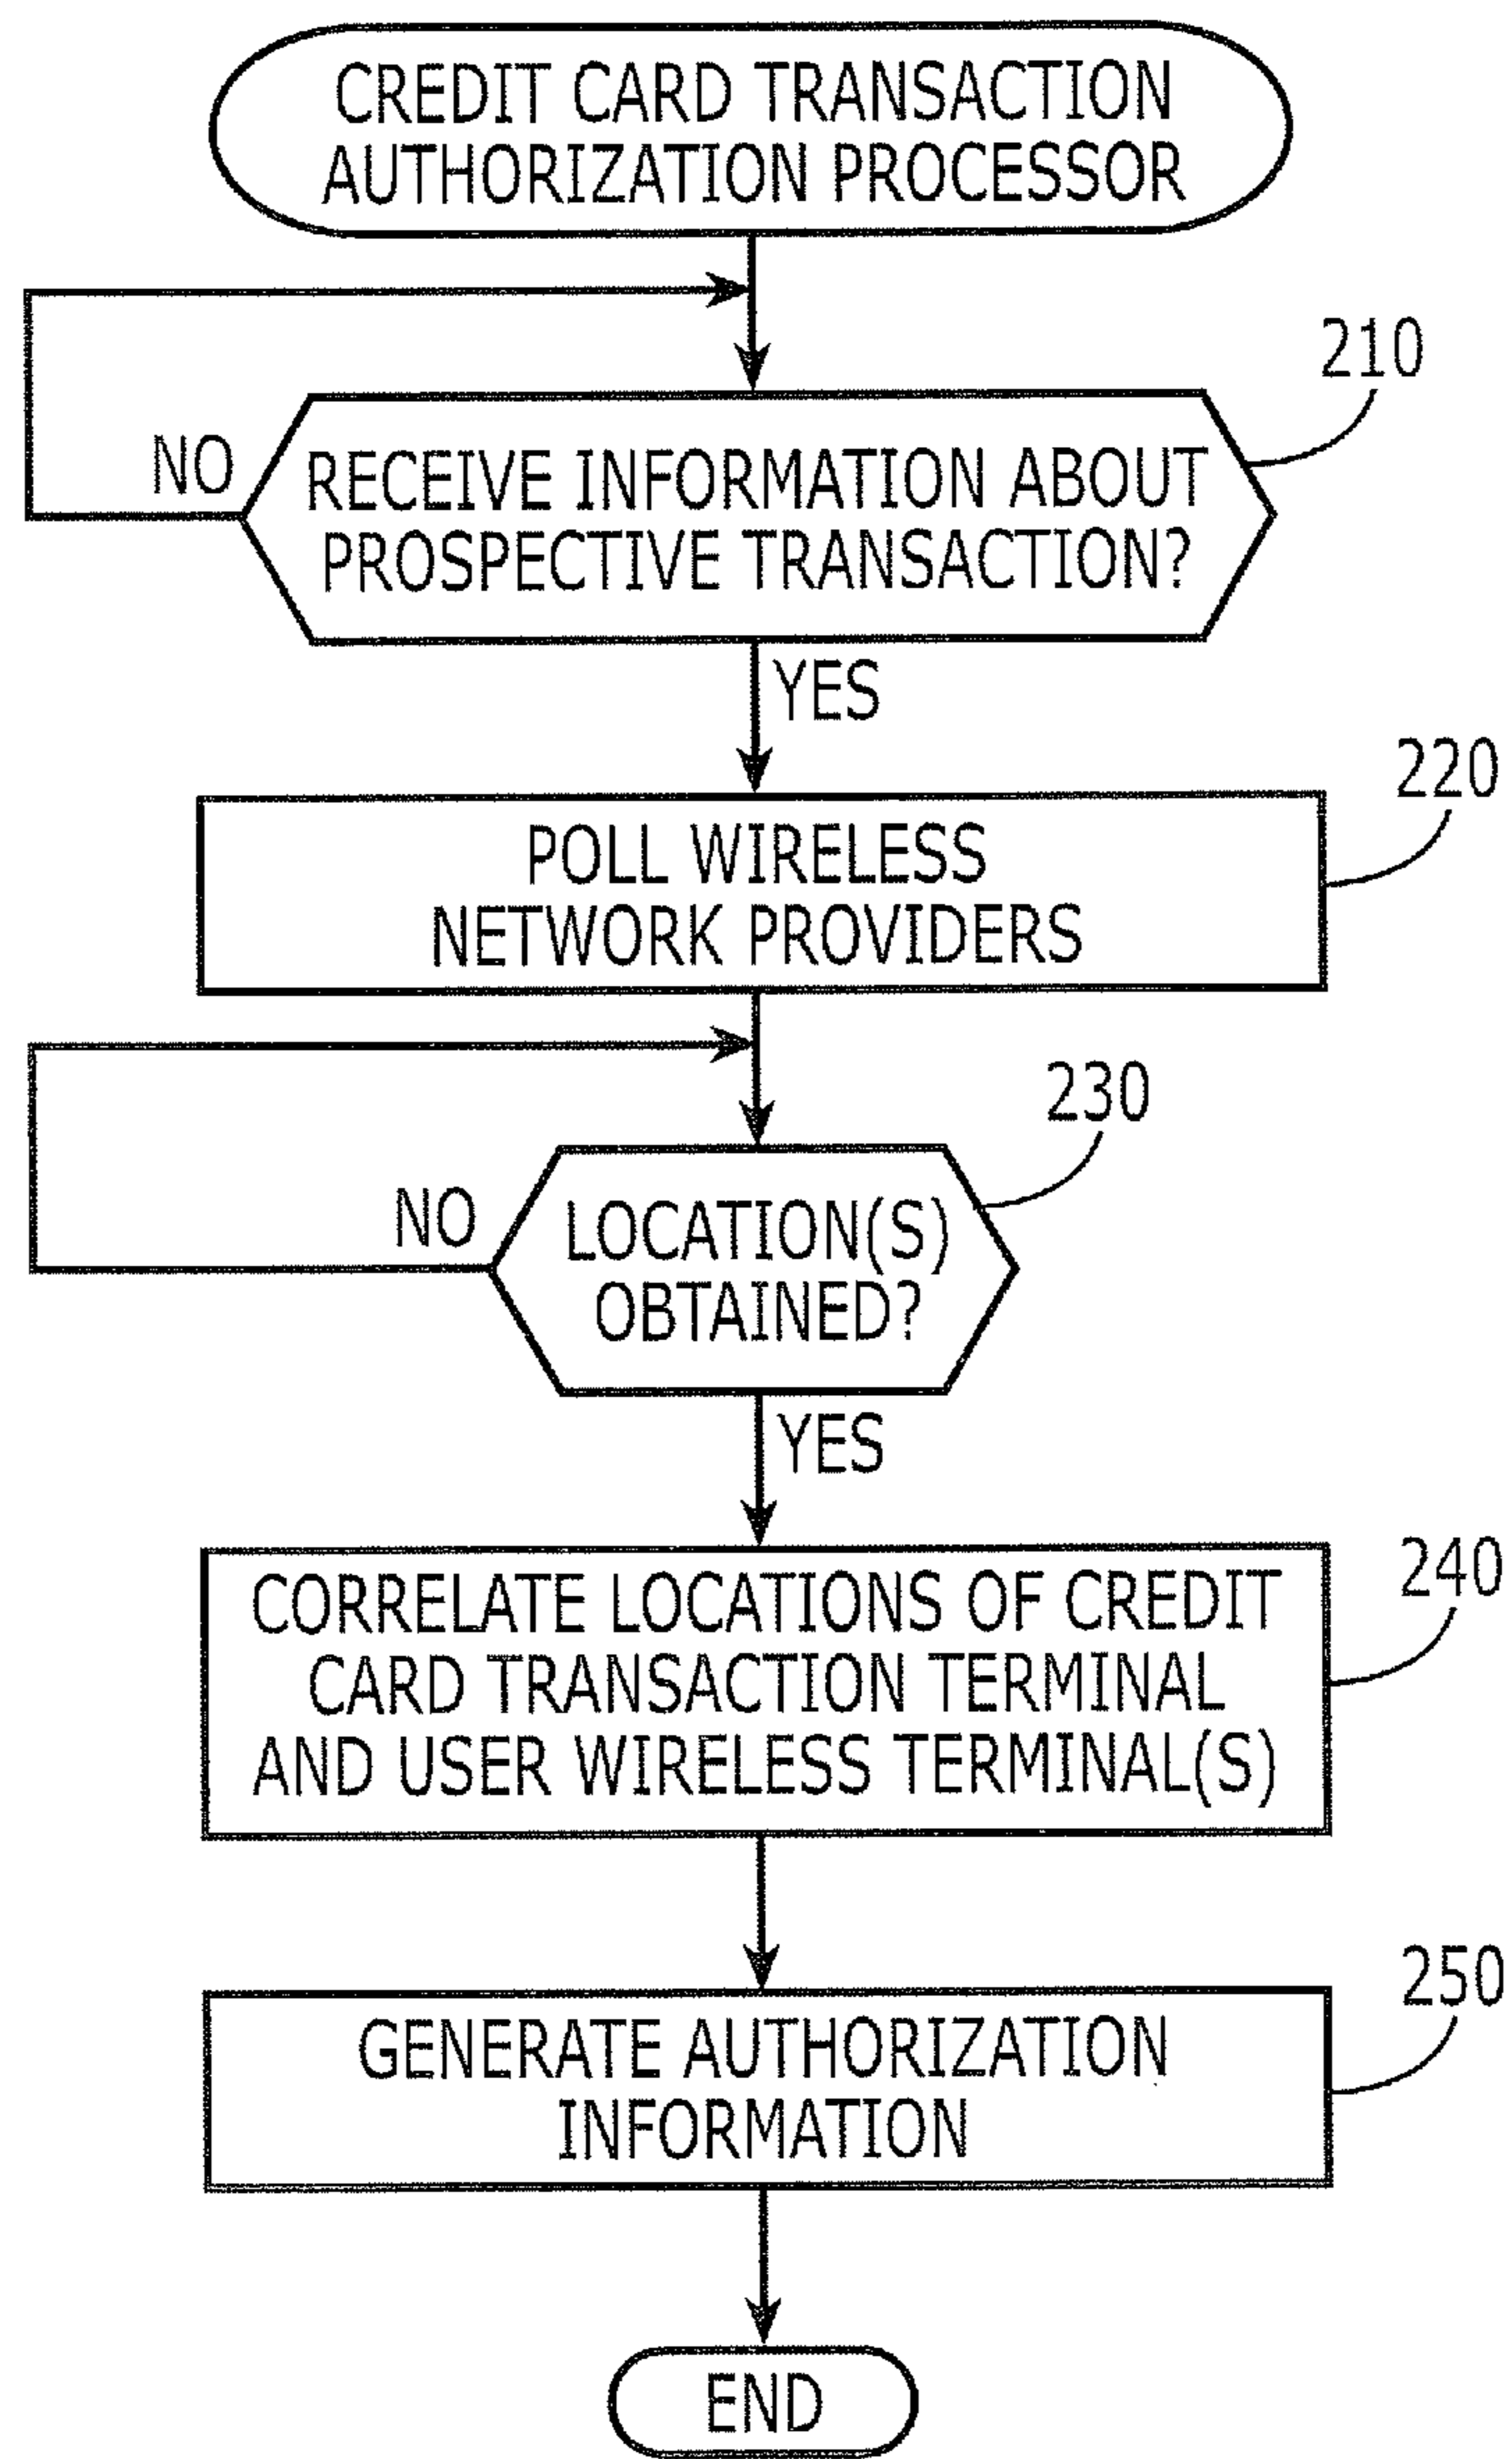 CREDIT CARD TRANSACTION
AUTHORIZATION PROCESSOR
210
NO
RECEIVE INFORMATION ABOUT
PROSPECTIVE TRANSACTION?
YES
220
POLL WIRELESS
NETWORK PROVIDERS
230
NO
LOCATION(S)
OBTAINED?
YES
240
CORRELATE LOCATIONS OF CREDIT
CARD TRANSACTION TERMINAL
AND USER WIRELESS TERMINAL(S)
250
GENERATE AUTHORIZATION
INFORMATION
END